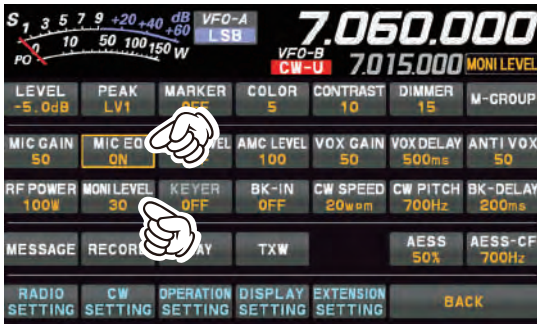 S 1 3 5 7 9 +20 +40 +60 dB
PO 0 10 50 100 150 W
VFO-A
LSB
7.060.000
VFO-B
CW-U 7.015.000 MONI LEVEL
LEVEL PEAK MARKER COLOR CONTRAST DIMMER M-GROUP
-5.0dB LV1 OFF 5 10 15
MIC GAIN MIC EQ EL AMC LEVEL VOX GAIN VOX DELAY ANTI VOX
50 ON 100 50 500ms 50
RF POWER MONI LEVEL KEYER BK-IN CW SPEED CW PITCH BK-DELAY
100W 30 OFF OFF 20wpm 700Hz 200ms
MESSAGE RECORD AY TXW AESS AESS-CF
50% 700Hz
RADIO CW OPERATION DISPLAY EXTENSION BACK
SETTING SETTING SETTING SETTING SETTING